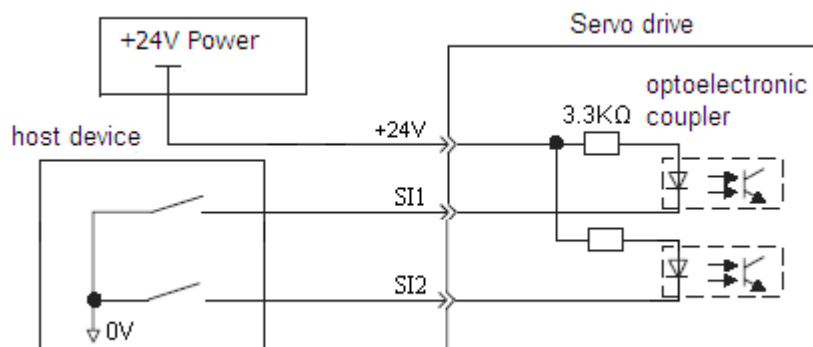 Servo drive
+24V Power
optoelectronic
coupler
3.3KΩ
+24V
host device
SI1
SI2
0V